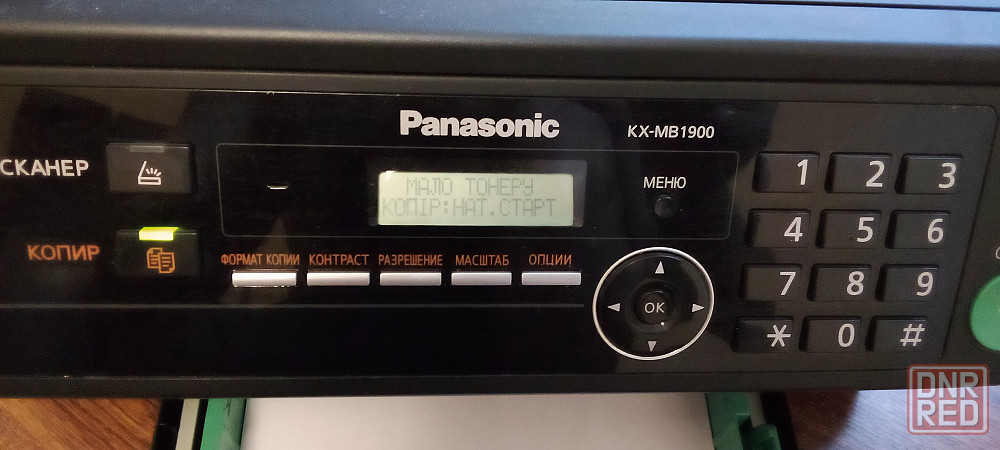 Panasonic
KX-MB1900
СКАНЕР
МАЛО ТОНЕРУ
КОПІР:НАТ.СТАРТ
МЕНЮ
КОПИР
ФОРМАТ КОПИИ КОНТРАСТ РАЗРЕШЕНИЕ МАСШТАБ ОПЦИИ
OK
1 2 3
4 5 6
7 8 9
* 0 #
DNR
RED